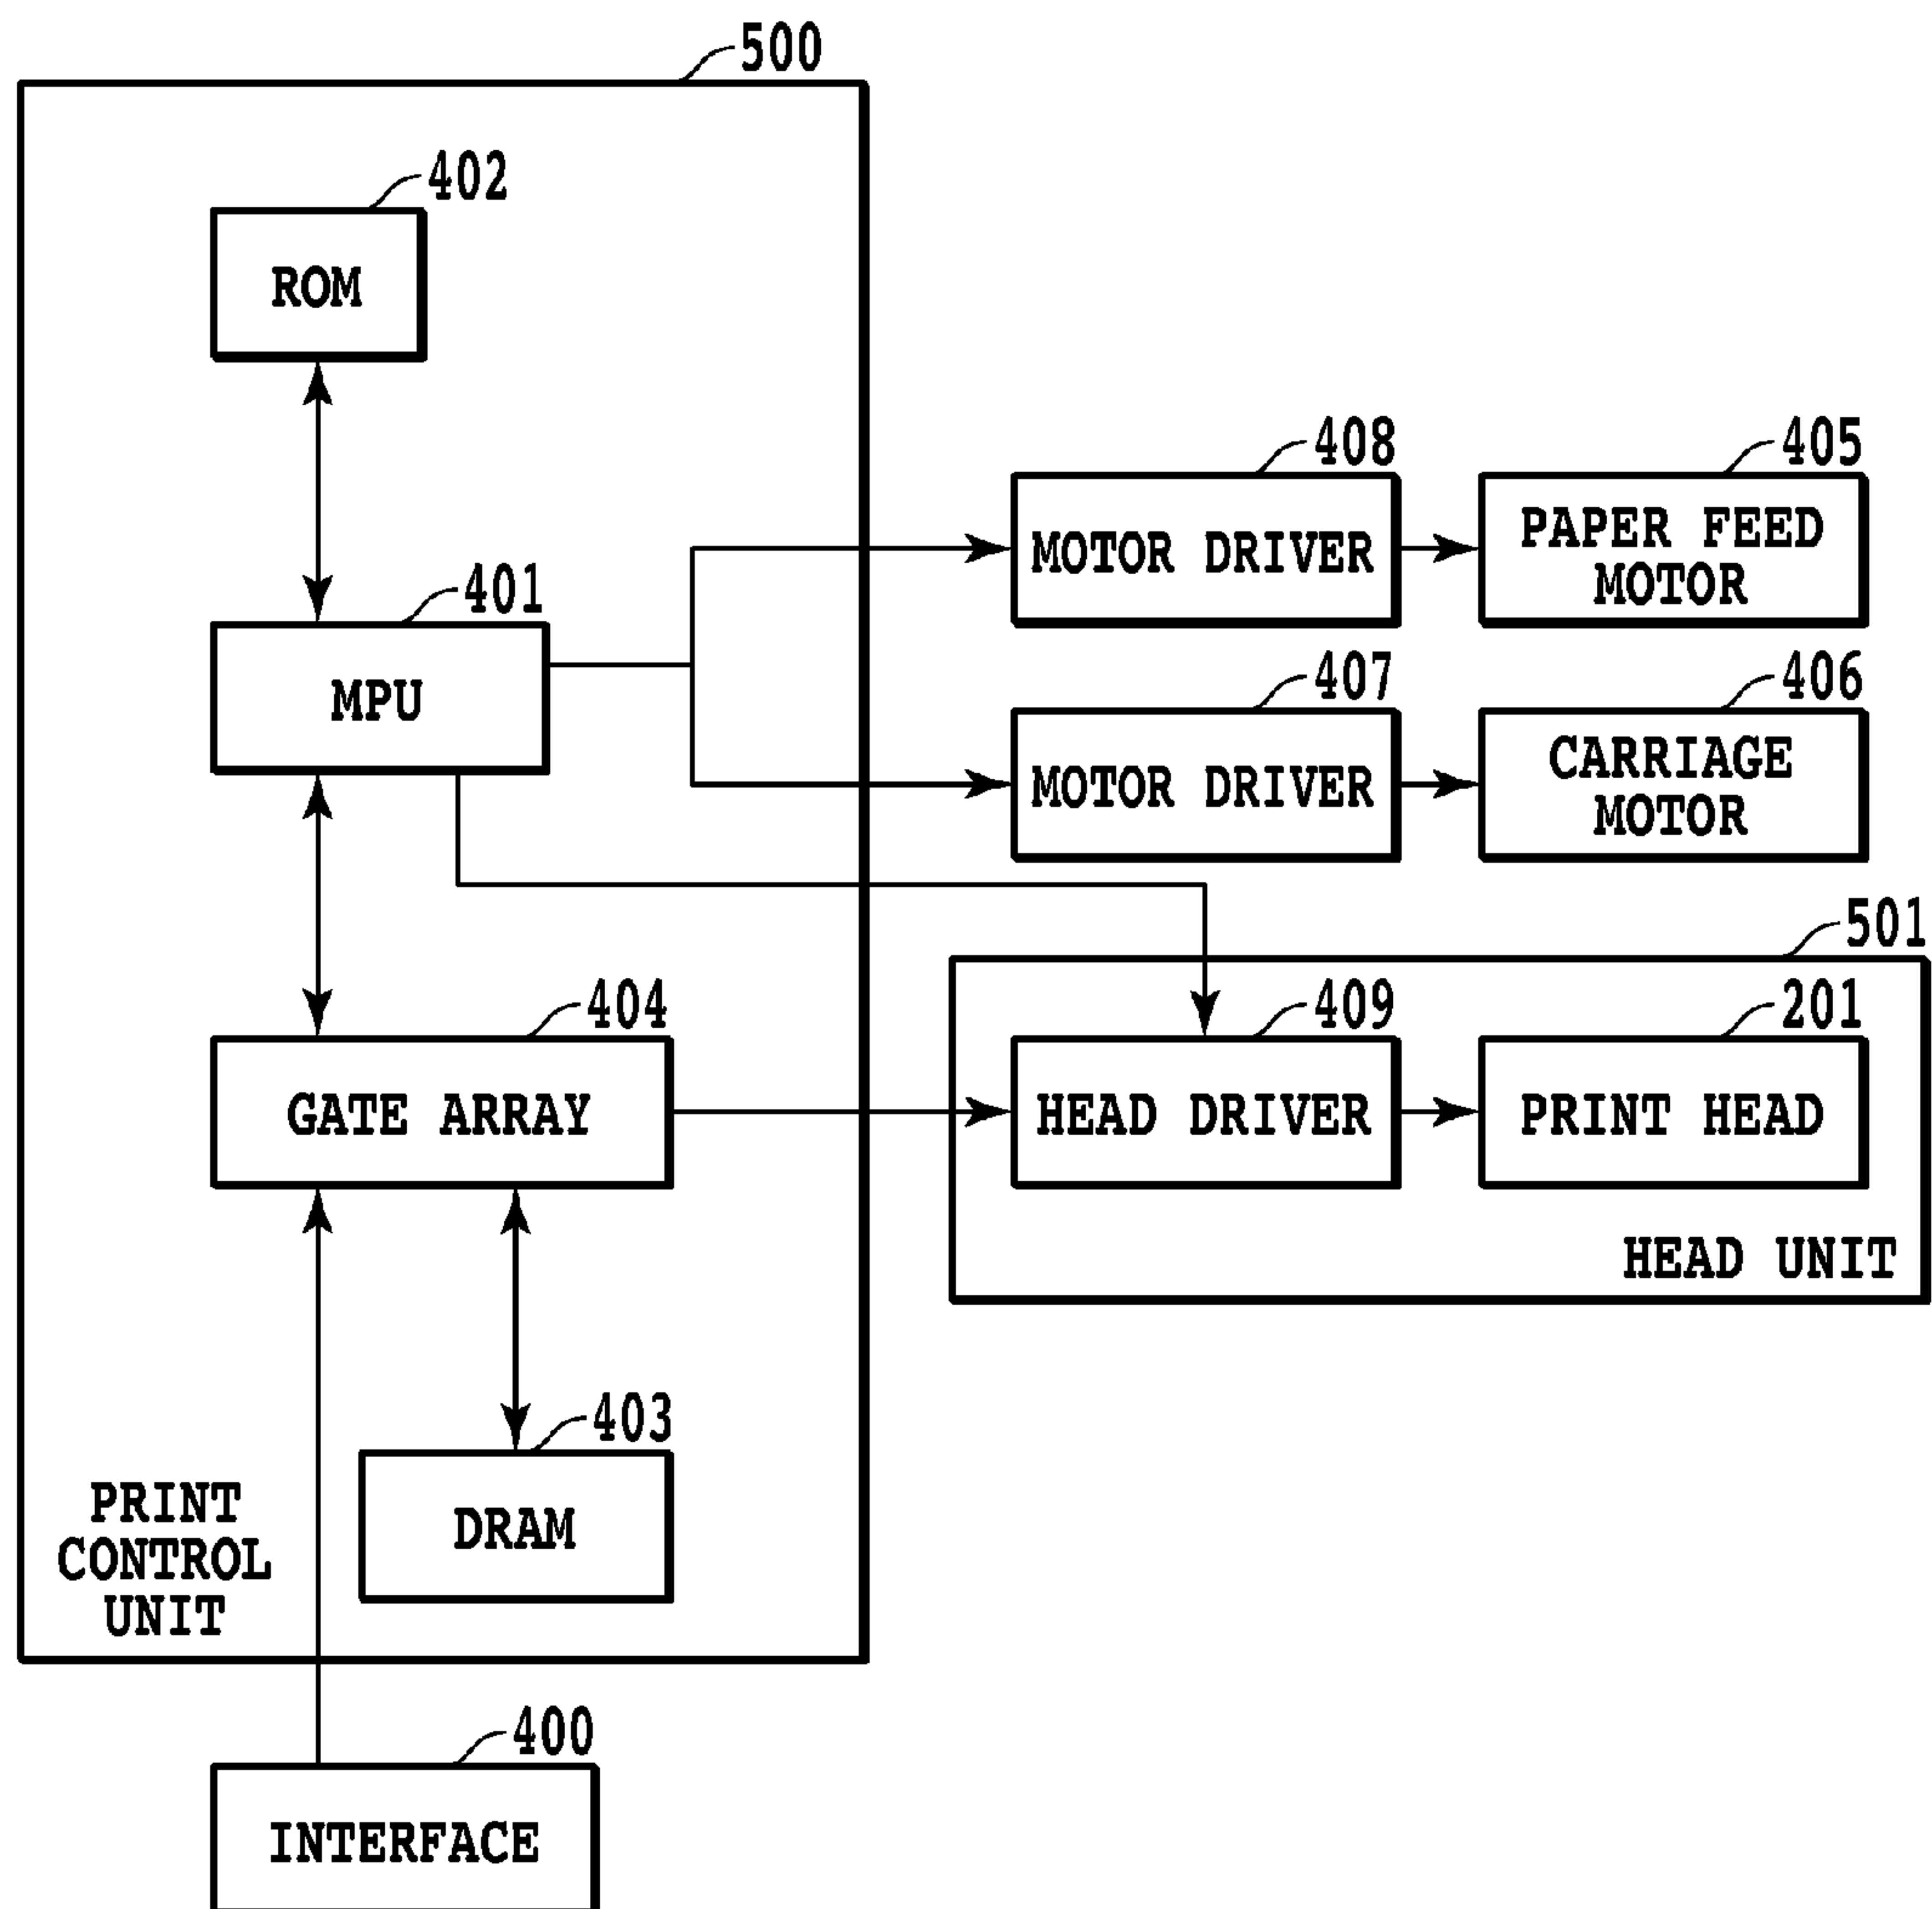 500
402
ROM
401
MPU
408
MOTOR DRIVER
405
PAPER FEED
MOTOR
407
MOTOR DRIVER
406
CARRIAGE
MOTOR
501
404
GATE ARRAY
409
HEAD DRIVER
201
PRINT HEAD
HEAD UNIT
403
DRAM
PRINT
CONTROL
UNIT
400
INTERFACE